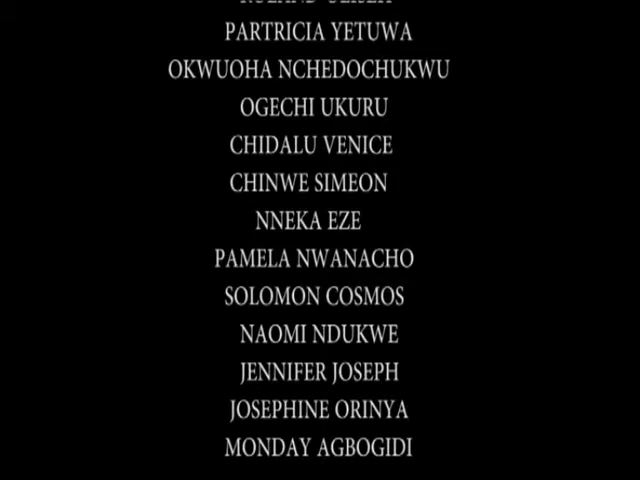 PARTRICIA YETUWA
OKWUOHA NCHEDOCHUKWU
OGECHI UKURU
CHIDALU VENICE
CHINWE SIMEON
NNEKA EZE
PAMELA NWANACHO
SOLOMON COSMOS
NAOMI NDUKWE
JENNIFER JOSEPH
JOSEPHINE ORINYA
MONDAY AGBOGIDI